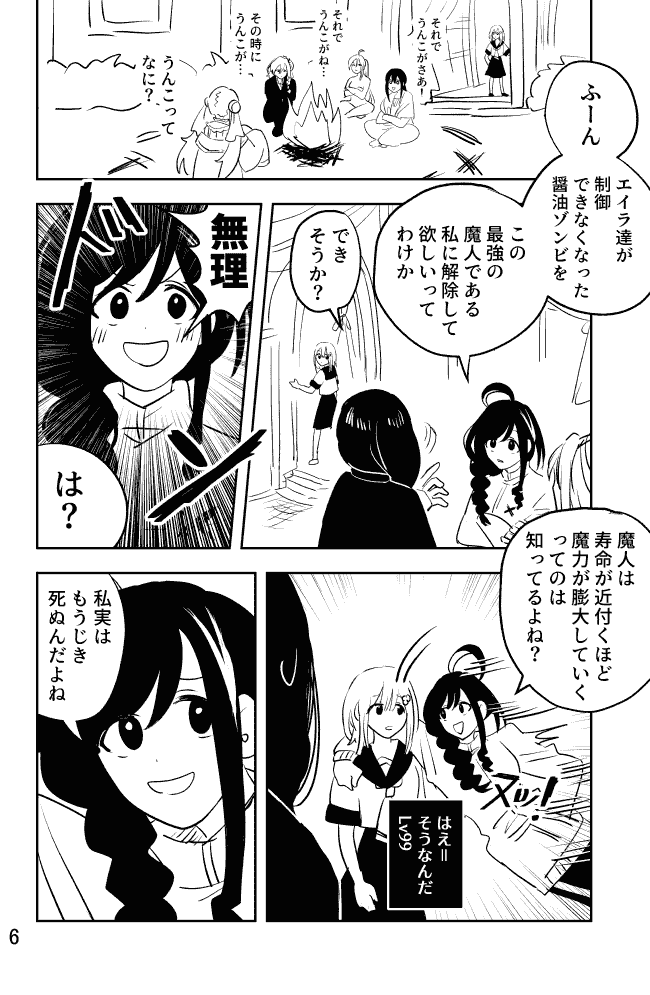 それで
うんこがさあ！
それで
うんこがね…
その時に
うんこが…
うんこって
なに？
ふーん
エイラ達が
制御
できなくなった
醤油ゾンビを
この
最強の
魔人である
私に解除して
欲しいって
わけか
でき
そうか？
無理
ドン
は？
魔人は
寿命が近付くほど
魔力が膨大していく
ってのは
知ってるよね？
ヌッ！
はえ＝
そうなんだ
Lv99
私実は
もうじき
死ぬんだよね
6